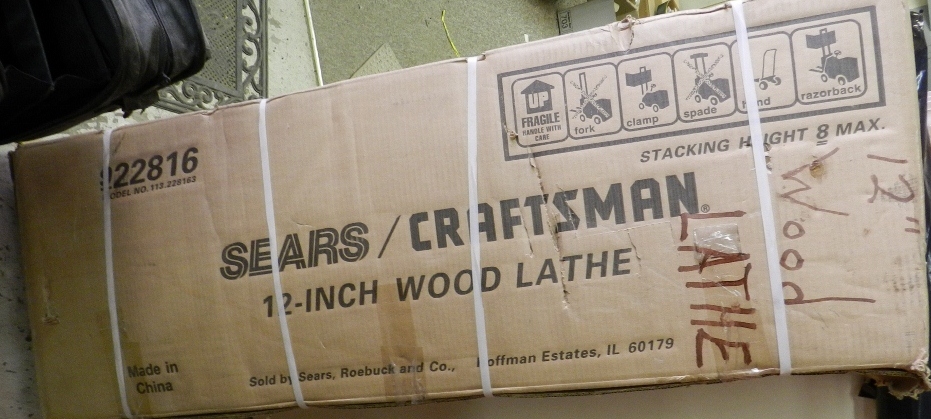 UP
FRAGILE
HANDLE WITH
CARE
fork
clamp
spade
razorback
STACKING HEIGHT 8 MAX.
922816
MODEL NO. 113.228163
SEARS / CRAFTSMAN®
12-INCH WOOD LATHE
Made in
China
Sold by Sears, Roebuck and Co., Hoffman Estates, IL 60179
12"
Wood
LATHE